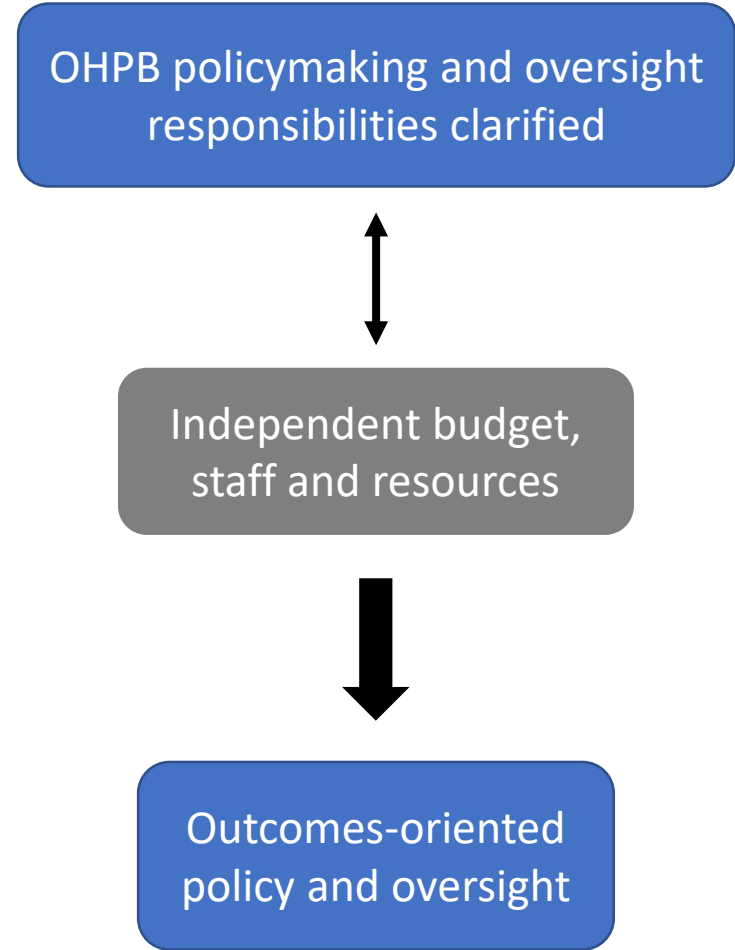 OHPB policymaking and oversight
responsibilities clarified
Independent budget,
staff and resources
Outcomes-oriented
policy and oversight